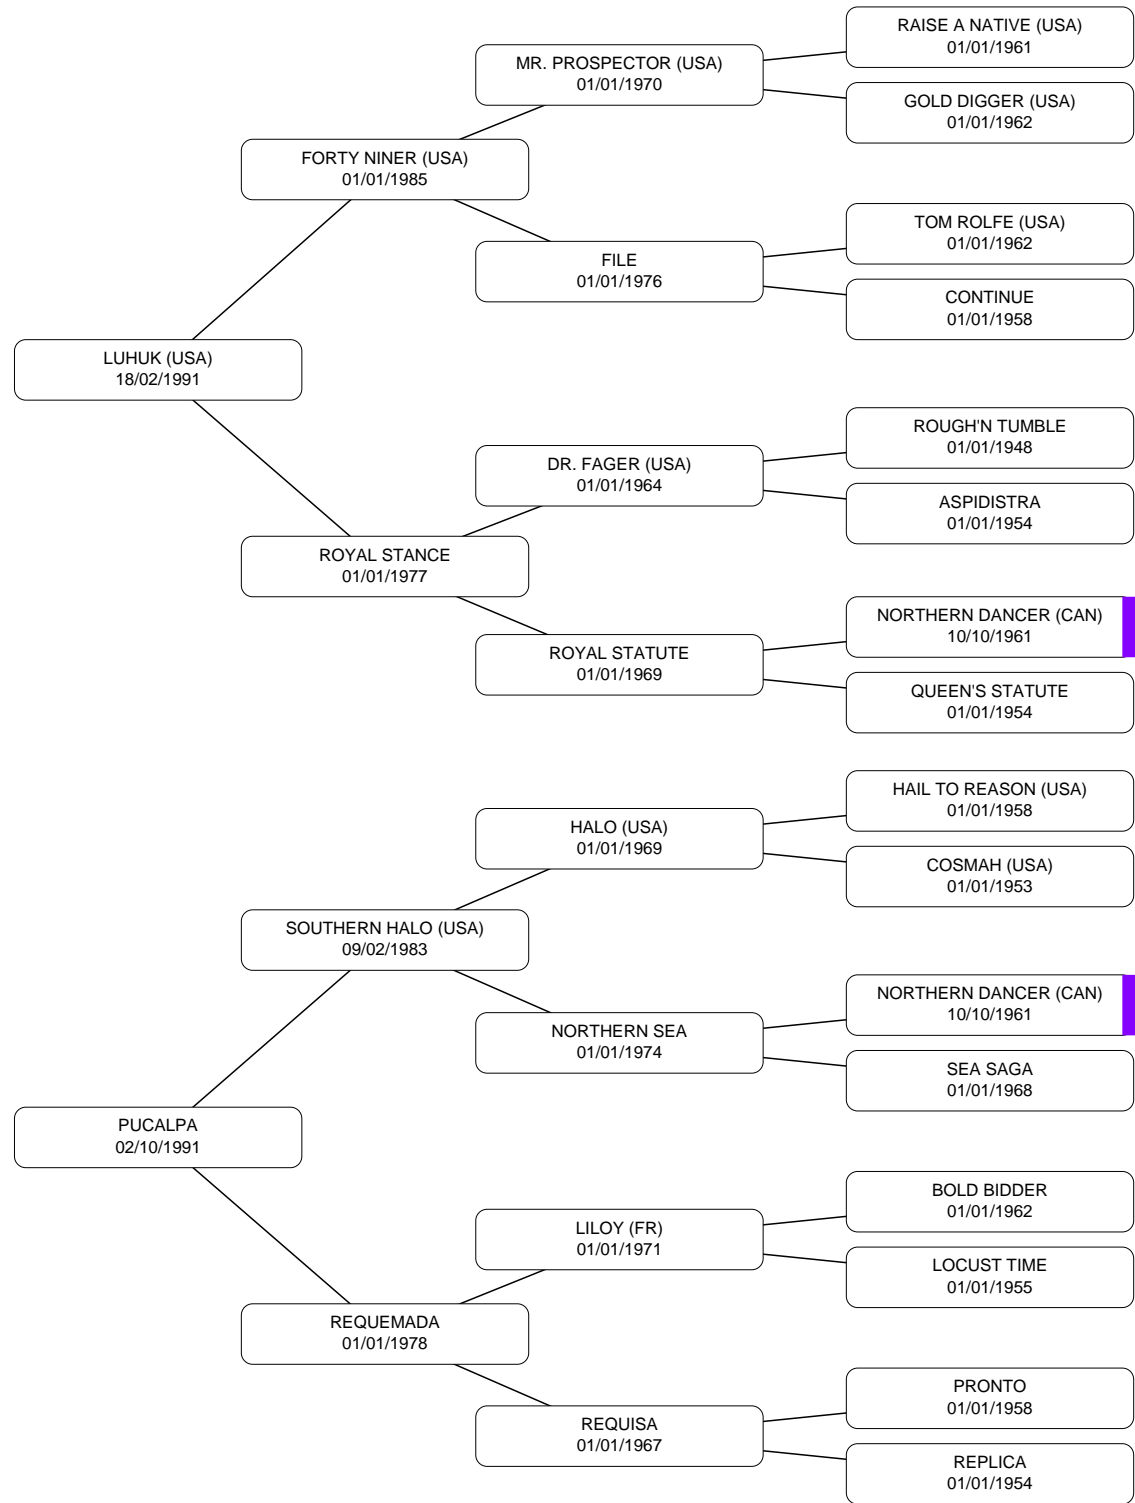 RAISE A NATIVE (USA)
01/01/1961
MR. PROSPECTOR (USA)
01/01/1970
GOLD DIGGER (USA)
01/01/1962
FORTY NINER (USA)
01/01/1985
TOM ROLFE (USA)
01/01/1962
FILE
01/01/1976
CONTINUE
01/01/1958
LUHUK (USA)
18/02/1991
ROUGH'N TUMBLE
01/01/1948
DR. FAGER (USA)
01/01/1964
ASPIDISTRA
01/01/1954
ROYAL STANCE
01/01/1977
NORTHERN DANCER (CAN)
10/10/1961
ROYAL STATUTE
01/01/1969
QUEEN'S STATUTE
01/01/1954
HAIL TO REASON (USA)
01/01/1958
HALO (USA)
01/01/1969
COSMAH (USA)
01/01/1953
SOUTHERN HALO (USA)
09/02/1983
NORTHERN DANCER (CAN)
10/10/1961
NORTHERN SEA
01/01/1974
SEA SAGA
01/01/1968
PUCALPA
02/10/1991
BOLD BIDDER
01/01/1962
LILOY (FR)
01/01/1971
LOCUST TIME
01/01/1955
REQUEMADA
01/01/1978
PRONTO
01/01/1958
REQUISA
01/01/1967
REPLICA
01/01/1954